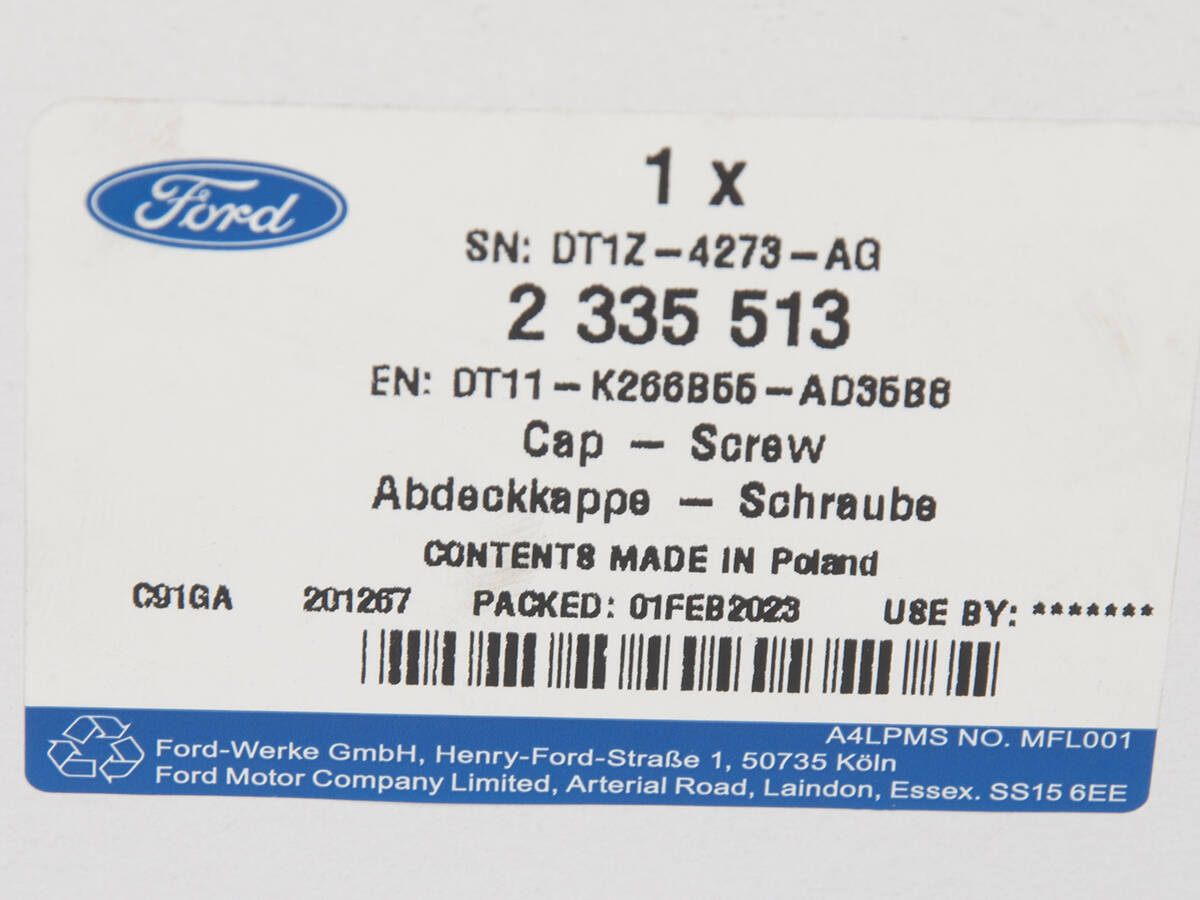 Ford
1 x
SN: DT1Z-4273-AG
2 335 513
EN: DT11-K266B55-AD35B8
Cap - Screw
Abdeckkappe - Schraube
CONTENTS MADE IN Poland
C91GA 201267 PACKED: 01FEB2023 USE BY: *******
A4LPMS NO. MFL001
Ford-Werke GmbH, Henry-Ford-Straße 1, 50735 Köln
Ford Motor Company Limited, Arterial Road, Laindon, Essex. SS15 6EE